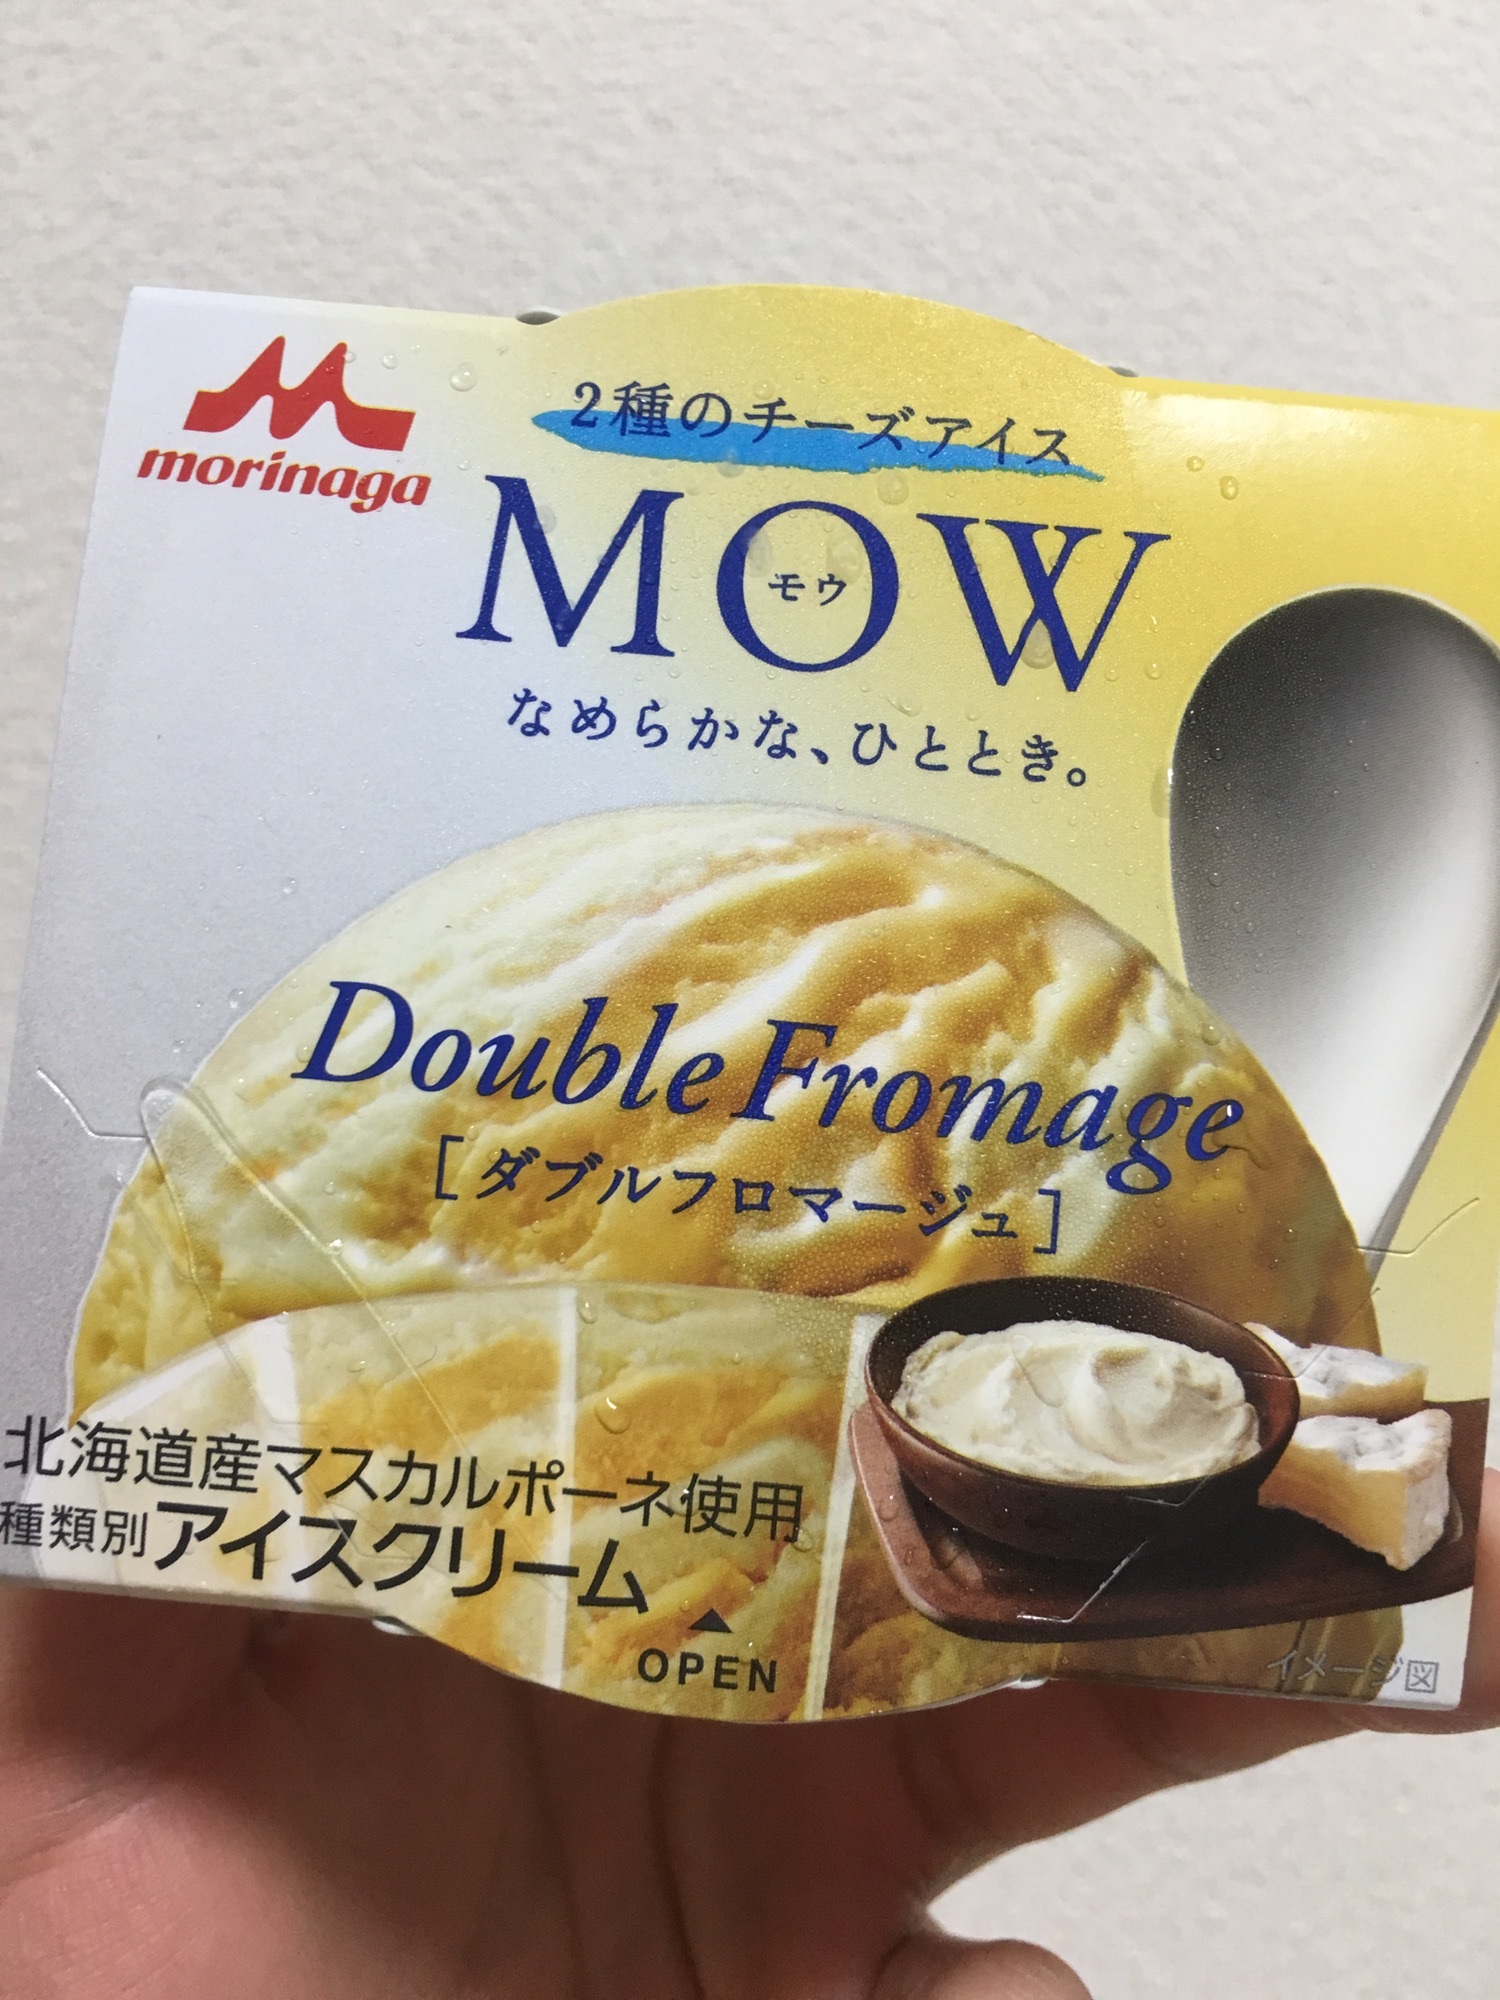 morinaga
2種のチーズアイス
MOW
モウ
なめらかな、ひととき。
Double Fromage
[ダブルフロマージュ]
北海道産マスカルポーネ使用
種類別アイスクリーム
OPEN
イメージ図